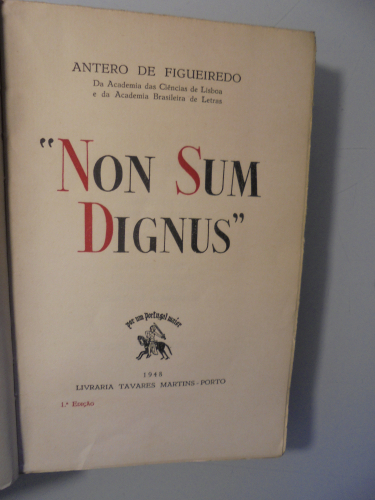 ANTERO DE FIGUEIREDO
Da Academia das Ciências de Lisboa
e da Academia Brasileira de Letras
"NON SUM
DIGNUS"
por um portugal maior
1948
LIVRARIA TAVARES MARTINS-PORTO
1.ª EDIÇÃO